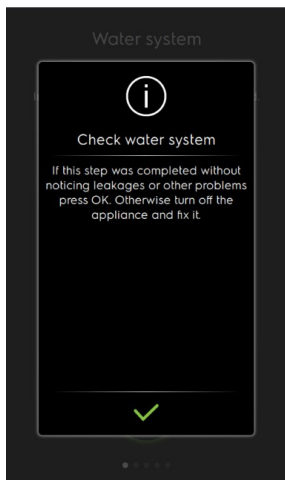 Water system
Check water system
If this step was completed without
noticing leakages or other problems
press OK. Otherwise turn off the
appliance and fix it.